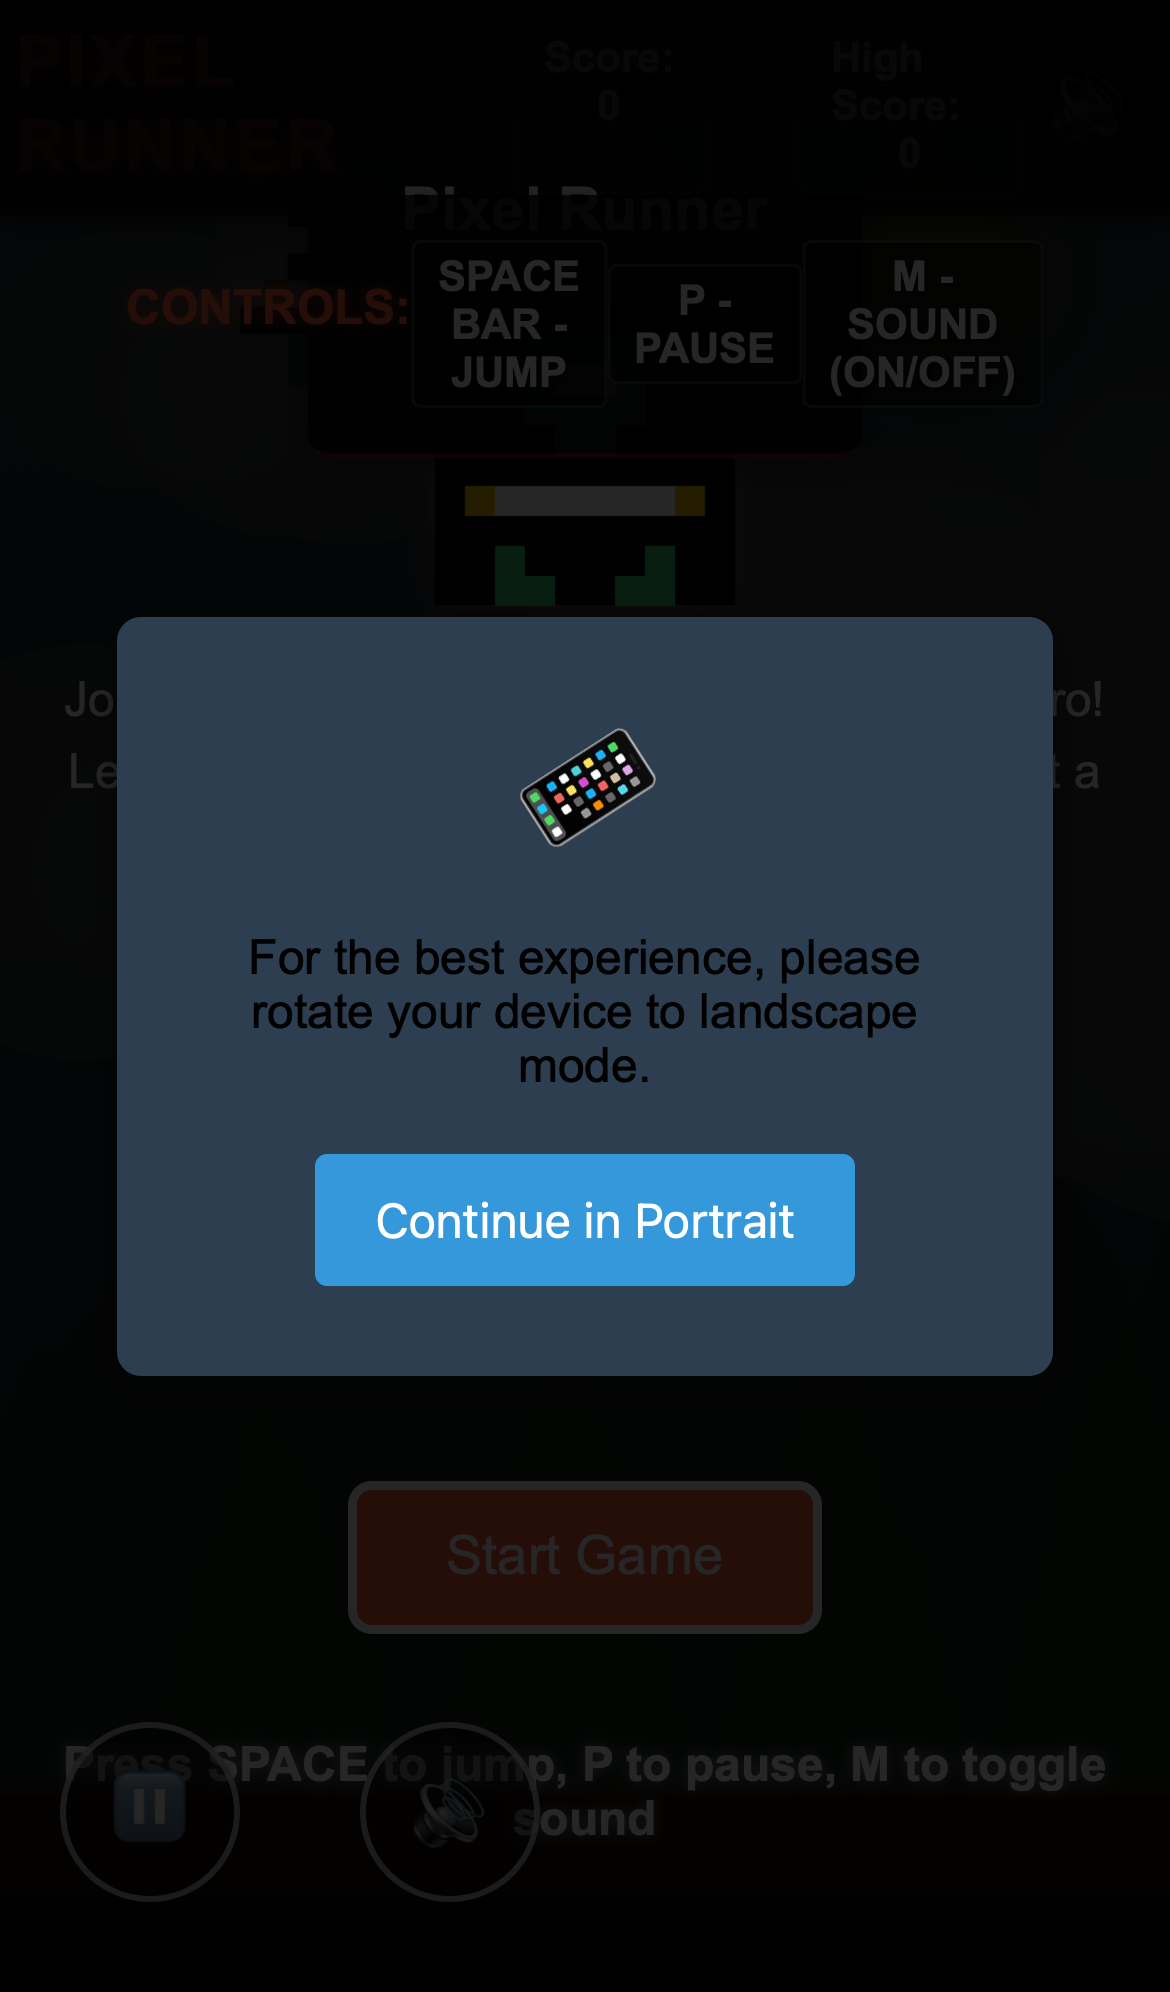 PIXEL
RUNNER
Score:
0
High
Score:
0
Pixel Runner
CONTROLS:
SPACE
BAR -
JUMP
P -
PAUSE
M -
SOUND
(ON/OFF)
Jo
ro!
Le
t a
For the best experience, please
rotate your device to landscape
mode.
Continue in Portrait
Start Game
Press SPACE to jump, P to pause, M to toggle
sound